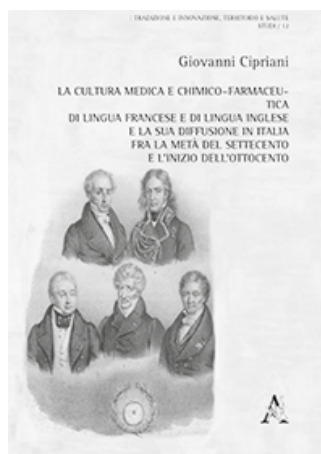 TRADIZIONE E INNOVAZIONE, TERRITORIO E SALUTE
STUDI / 12
Giovanni Cipriani
LA CULTURA MEDICA E CHIMICO–FARMACEU-
TICA
DI LINGUA FRANCESE E DI LINGUA INGLESE
E LA SUA DIFFUSIONE IN ITALIA
FRA LA METÀ DEL SETTECENTO
E L'INIZIO DELL'OTTOCENTO
A